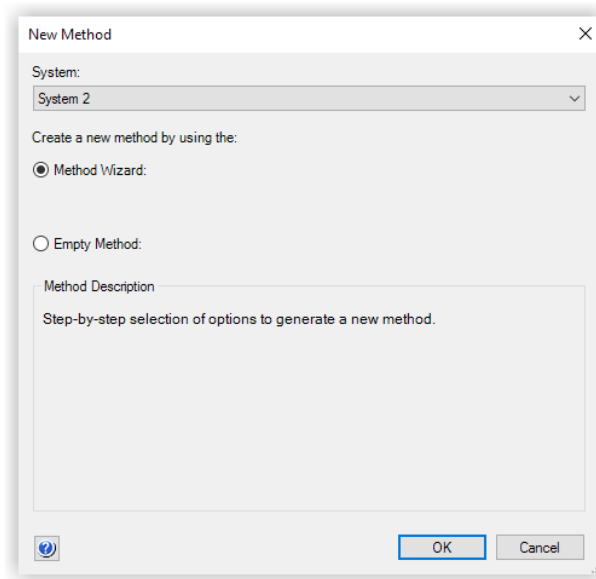 New Method
System:
System 2
Create a new method by using the:
Method Wizard:
Empty Method:
Method Description
Step-by-step selection of options to generate a new method.
?
OK Cancel